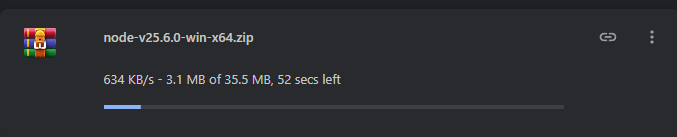 node-v25.6.0-win-x64.zip
634 KB/s - 3.1 MB of 35.5 MB, 52 secs left